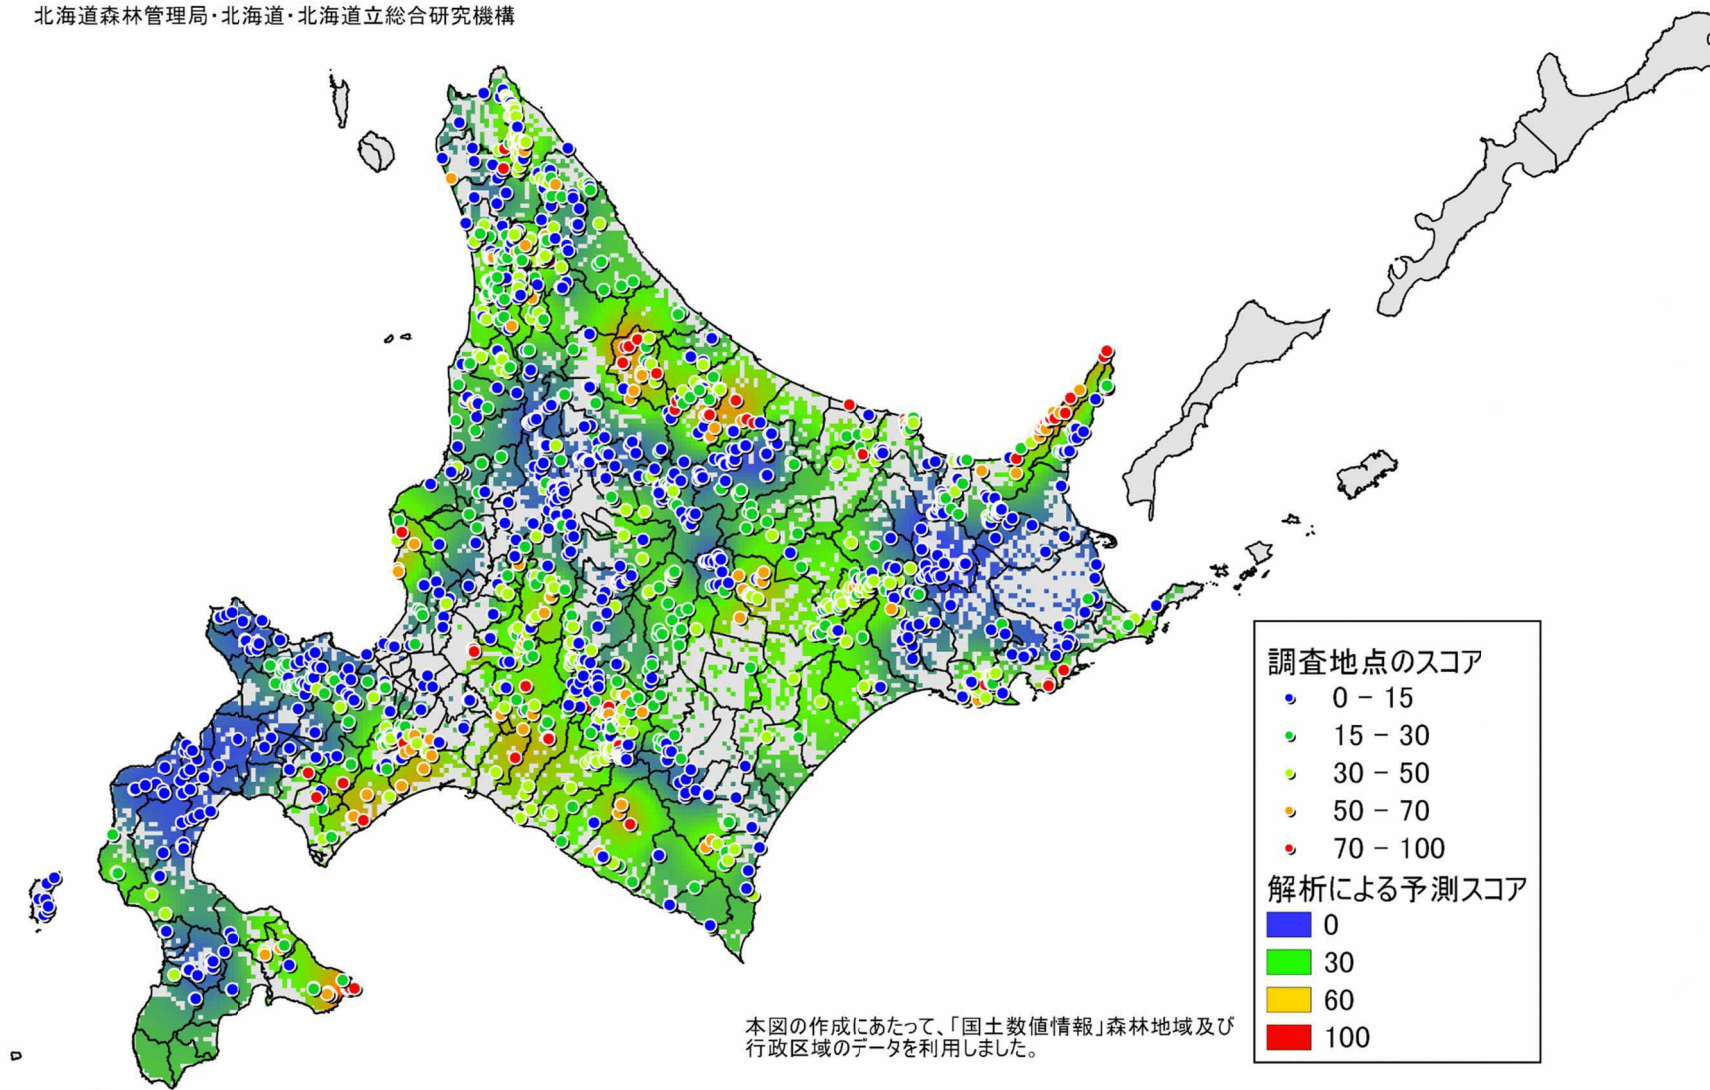 北海道森林管理局・北海道・北海道立総合研究機構
調査地点のスコア
0 − 15
15 − 30
30 − 50
50 − 70
70 − 100
解析による予測スコア
0
30
60
100
本図の作成にあたって、「国土数値情報」森林地域及び
行政区域のデータを利用しました。